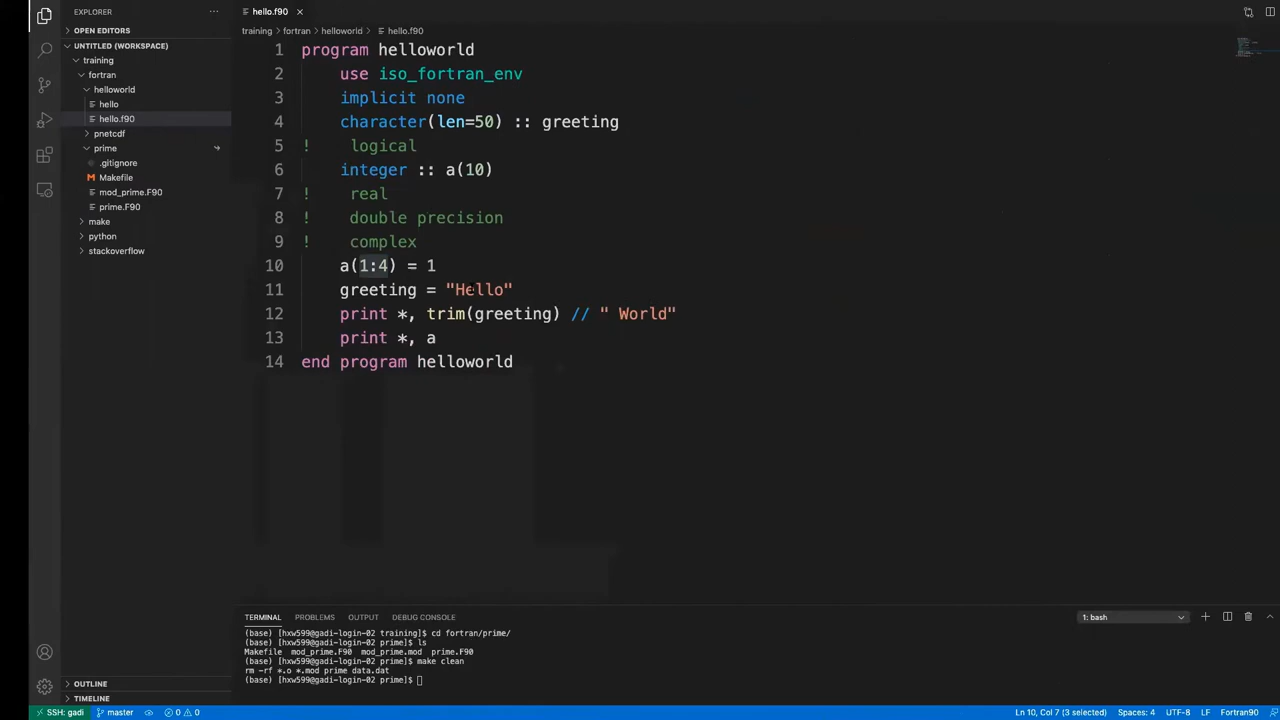 EXPLORER
hello.f90
OPEN EDITORS
UNTITLED (WORKSPACE)
training
fortran
helloworld
hello
hello.f90
pnetcdf
prime
.gitignore
Makefile
mod_prime.F90
prime.F90
make
python
stackoverflow
OUTLINE
TIMELINE
training > fortran > helloworld > hello.f90
1 program helloworld
2 use iso_fortran_env
3 implicit none
4 character(len=50) :: greeting
5 ! logical
6 integer :: a(10)
7 ! real
8 ! double precision
9 ! complex
10 a(1:4) = 1
11 greeting = "Hello"
12 print *, trim(greeting) // " World"
13 print *, a
14 end program helloworld
TERMINAL PROBLEMS OUTPUT DEBUG CONSOLE 1: bash
(base) [hxw599@gadi-login-02 training]$ cd fortran/prime/
(base) [hxw599@gadi-login-02 prime]$ ls
Makefile mod_prime.F90 mod_prime.mod prime.F90
(base) [hxw599@gadi-login-02 prime]$ make clean
rm -rf *.o *.mod prime data.dat
(base) [hxw599@gadi-login-02 prime]$
SSH: gadi master 0 0 Ln 10, Col 7 (3 selected) Spaces: 4 UTF-8 LF Fortran90